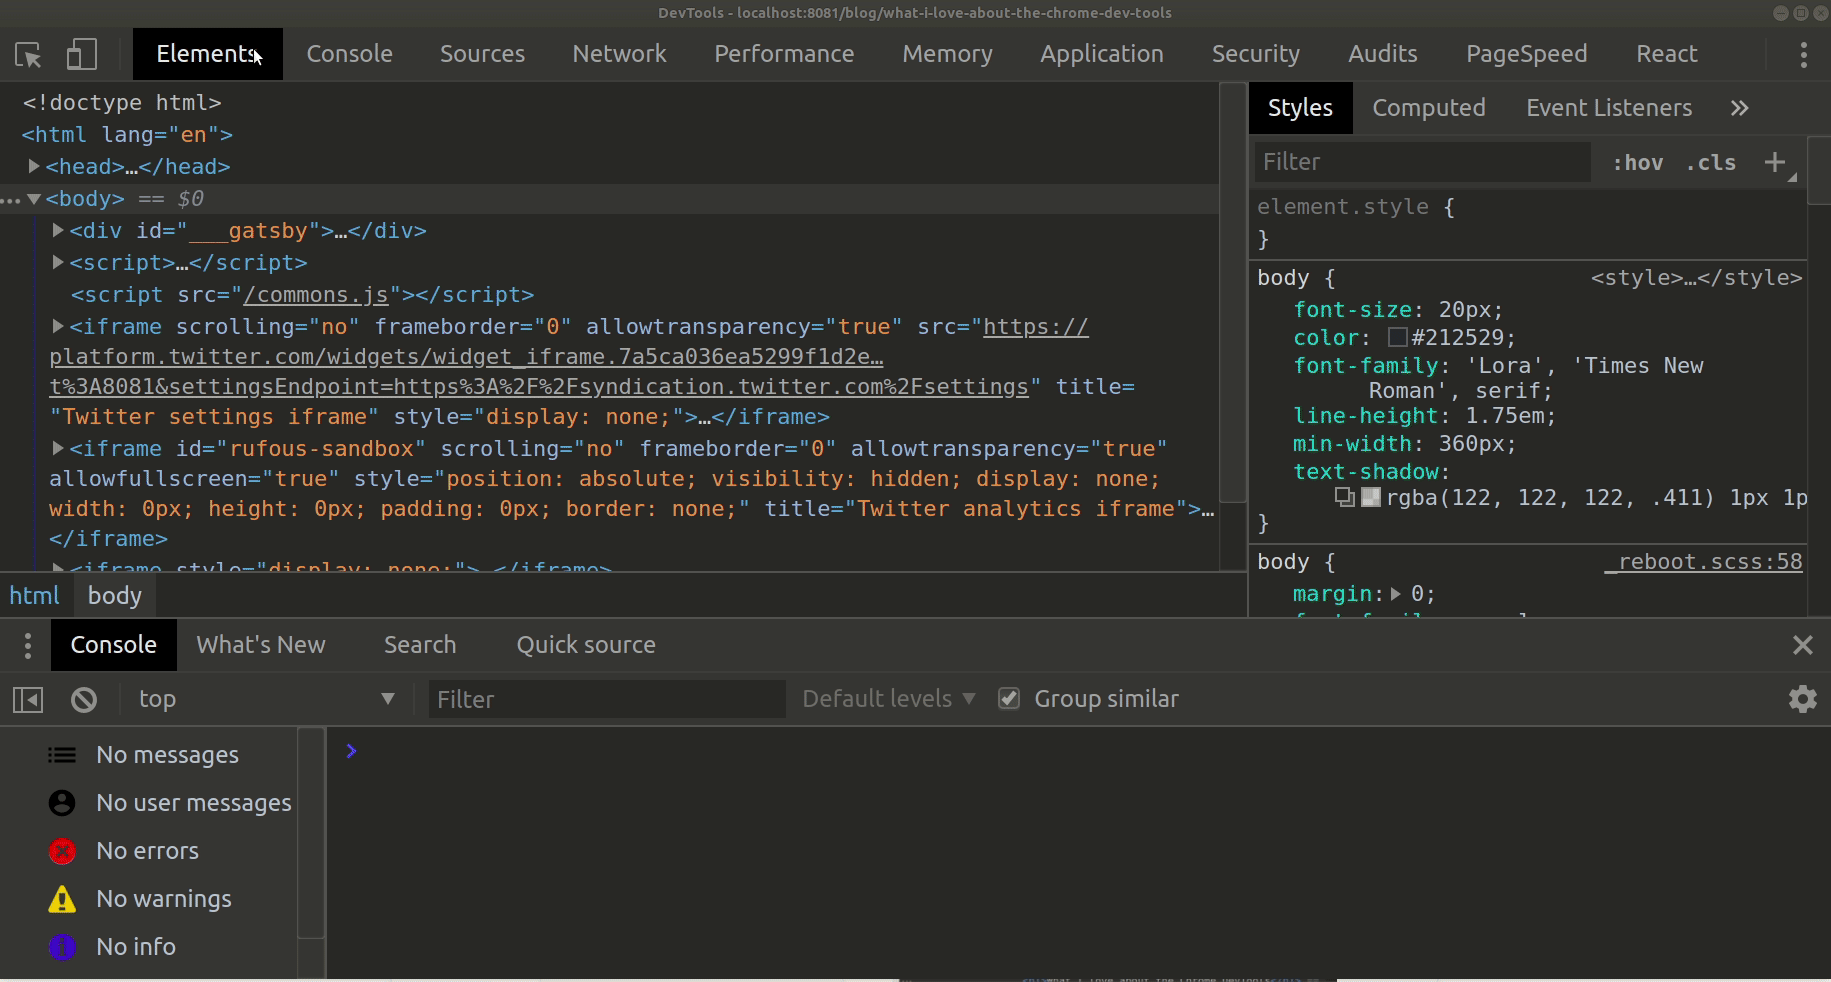 DevTools - localhost:8081/blog/what-i-love-about-the-chrome-dev-tools
Elements Console Sources Network Performance Memory Application Security Audits PageSpeed React
<!doctype html>
<html lang="en">
<head>…</head>
<body> == $0
<div id="___gatsby">…</div>
<script>…</script>
<script src="/commons.js"></script>
<iframe scrolling="no" frameborder="0" allowtransparency="true" src="https://
platform.twitter.com/widgets/widget_iframe.7a5ca036ea5299f1d2e…
t%3A8081&settingsEndpoint=https%3A%2F%2Fsyndication.twitter.com%2Fsettings" title=
"Twitter settings iframe" style="display: none;">…</iframe>
<iframe id="rufous-sandbox" scrolling="no" frameborder="0" allowtransparency="true"
allowfullscreen="true" style="position: absolute; visibility: hidden; display: none;
width: 0px; height: 0px; padding: 0px; border: none;" title="Twitter analytics iframe">…
</iframe>
<iframe style="display: none;">…</iframe>
html body
Styles Computed Event Listeners »
Filter :hov .cls +
element.style {
}
body { <style>…</style>
font-size: 20px;
color: #212529;
font-family: 'Lora', 'Times New
Roman', serif;
line-height: 1.75em;
min-width: 360px;
text-shadow:
rgba(122, 122, 122, .411) 1px 1p
}
body { _reboot.scss:58
margin: 0;
Console What's New Search Quick source
top Filter Default levels Group similar
No messages
No user messages
No errors
No warnings
No info
>